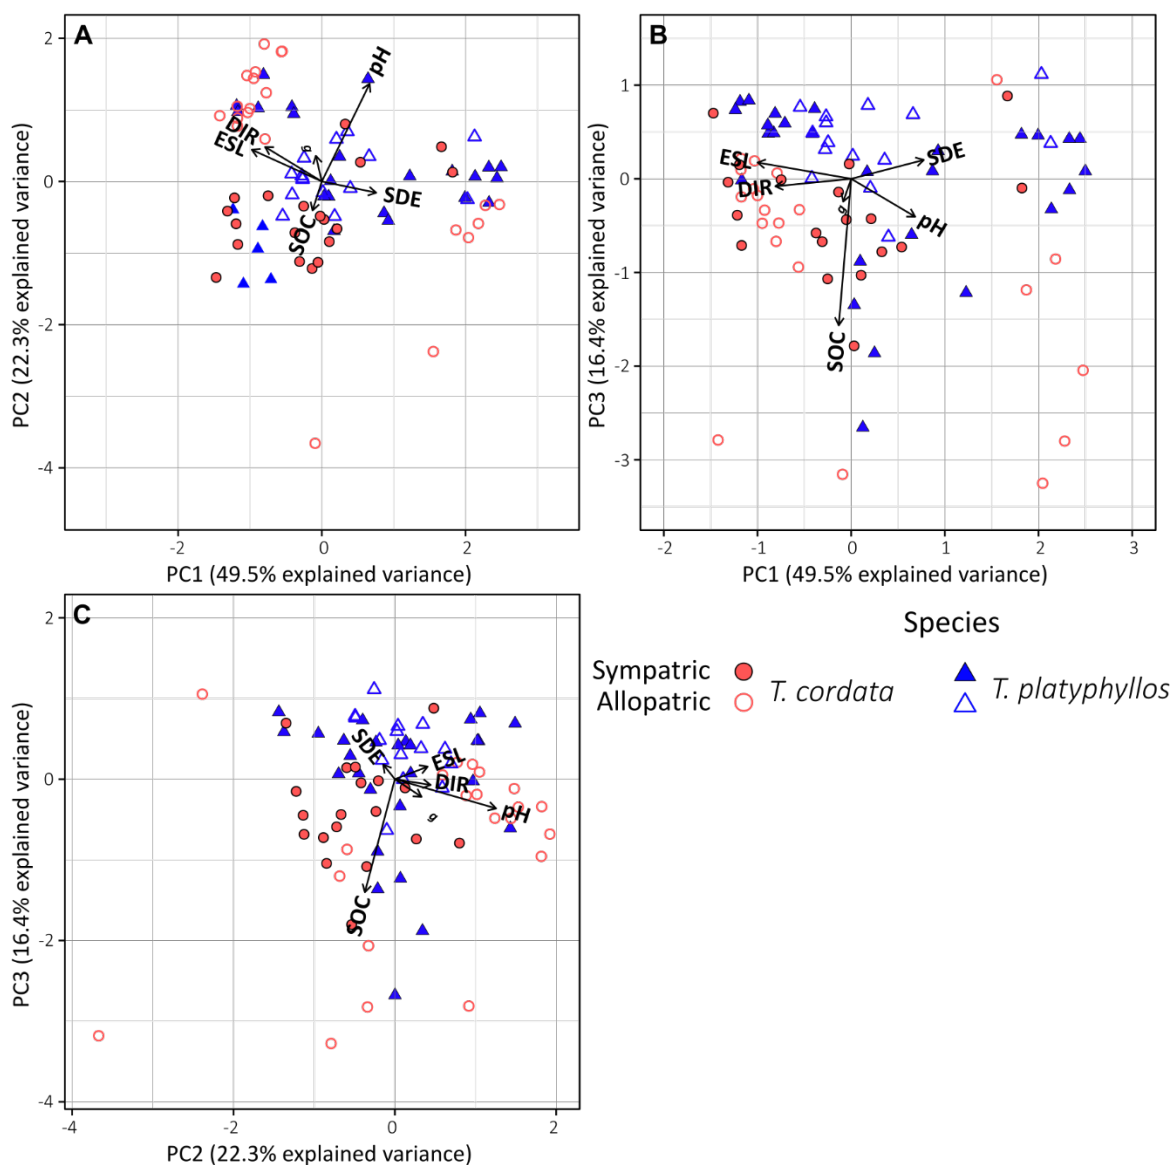 A
2
0
-2
-4
PC2 (22.3% explained variance)
pH
DIR
ESL
g
SDE
SOC
-2
0
2
PC1 (49.5% explained variance)
B
1
0
-1
-2
-3
PC3 (16.4% explained variance)
ESL
DIR
SDE
g
pH
SOC
-2
-1
0
1
2
3
PC1 (49.5% explained variance)
C
2
0
-2
-4
PC3 (16.4% explained variance)
SDE
ESL
DIR
pH
g
SOC
-4
-2
0
2
PC2 (22.3% explained variance)
Species
Sympatric
Allopatric
T. cordata
T. platyphyllos